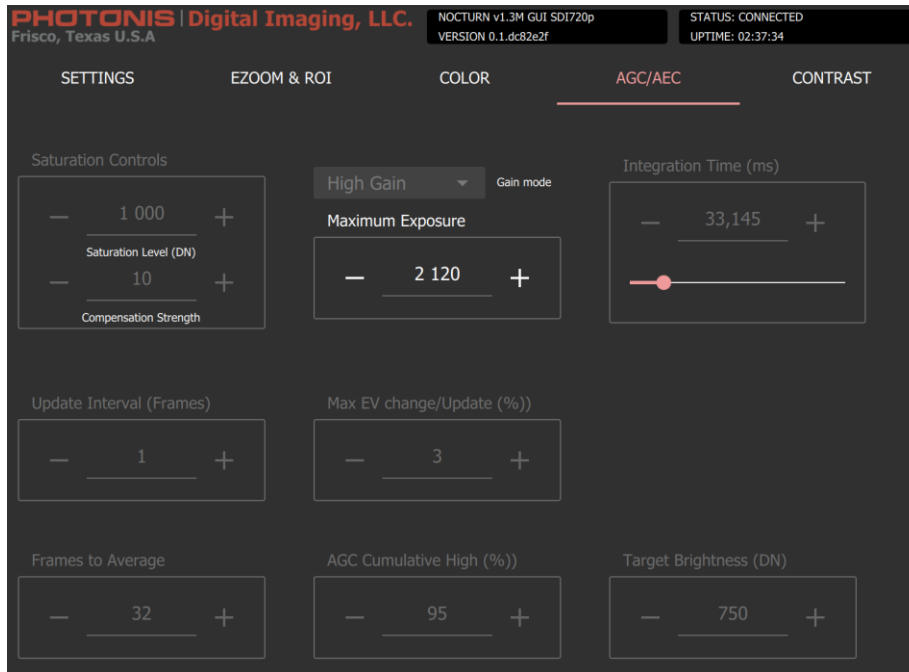 PHOTONIS | Digital Imaging, LLC.
Frisco, Texas U.S.A
NOCTURN v1.3M GUI SDI720p
VERSION 0.1.dc82e2f
STATUS: CONNECTED
UPTIME: 02:37:34
SETTINGS EZOOM & ROI COLOR AGC/AEC CONTRAST
Saturation Controls
− 1 000 +
Saturation Level (DN)
− 10 +
Compensation Strength
High Gain Gain mode
Maximum Exposure
− 2 120 +
Integration Time (ms)
− 33,145 +
Update Interval (Frames)
− 1 +
Max EV change/Update (%))
− 3 +
Frames to Average
− 32 +
AGC Cumulative High (%))
− 95 +
Target Brightness (DN)
− 750 +